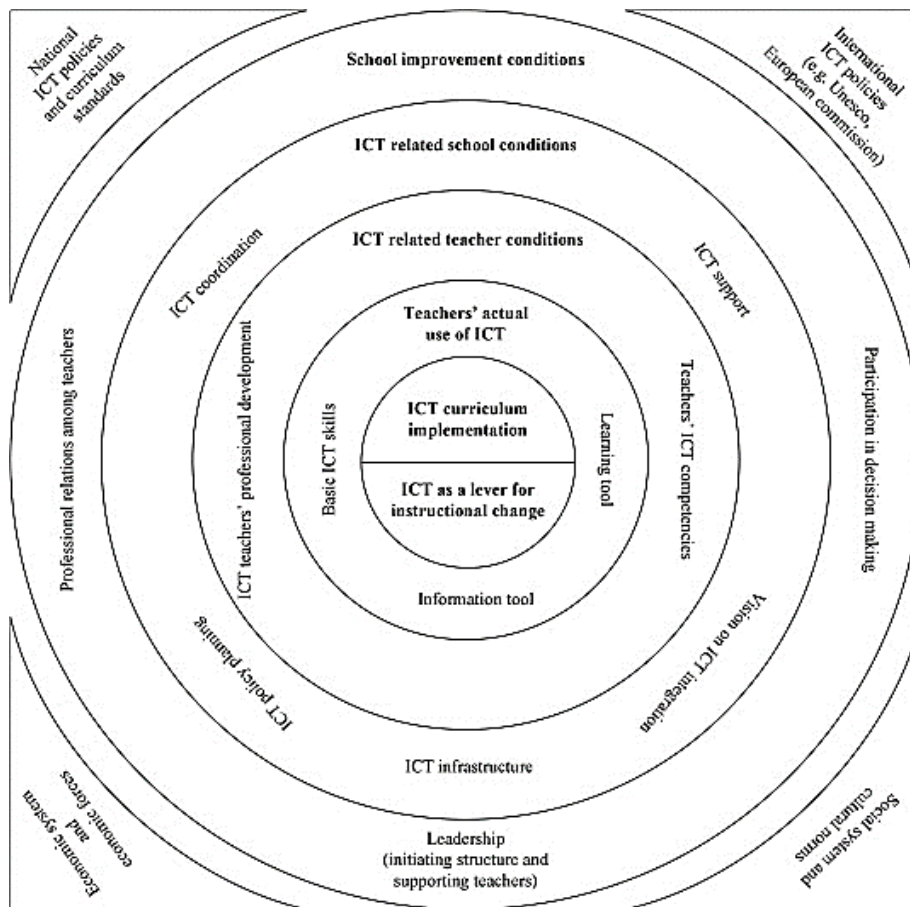 National
ICT policies
and curriculum
standards
International
ICT policies
(e.g. Unesco,
European commission)
School improvement conditions
ICT related school conditions
ICT related teacher conditions
ICT coordination
ICT support
Teachers' actual
use of ICT
Professional relations among teachers
ICT teachers' professional development
Basic ICT skills
ICT curriculum
implementation
ICT as a lever for
instructional change
Learning tool
Teachers' ICT competencies
Participation in decision making
Information tool
ICT policy planning
Vision on ICT integration
ICT infrastructure
Economic system
and
economic forces
Leadership
(initiating structure and
supporting teachers)
Social system and
cultural norms